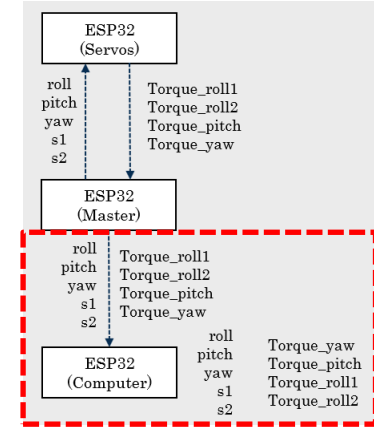 ESP32
(Servos)
roll
pitch
yaw
s1
s2
Torque_roll1
Torque_roll2
Torque_pitch
Torque_yaw
ESP32
(Master)
roll
pitch
yaw
s1
s2
Torque_roll1
Torque_roll2
Torque_pitch
Torque_yaw
ESP32
(Computer)
roll
pitch
yaw
s1
s2
Torque_yaw
Torque_pitch
Torque_roll1
Torque_roll2